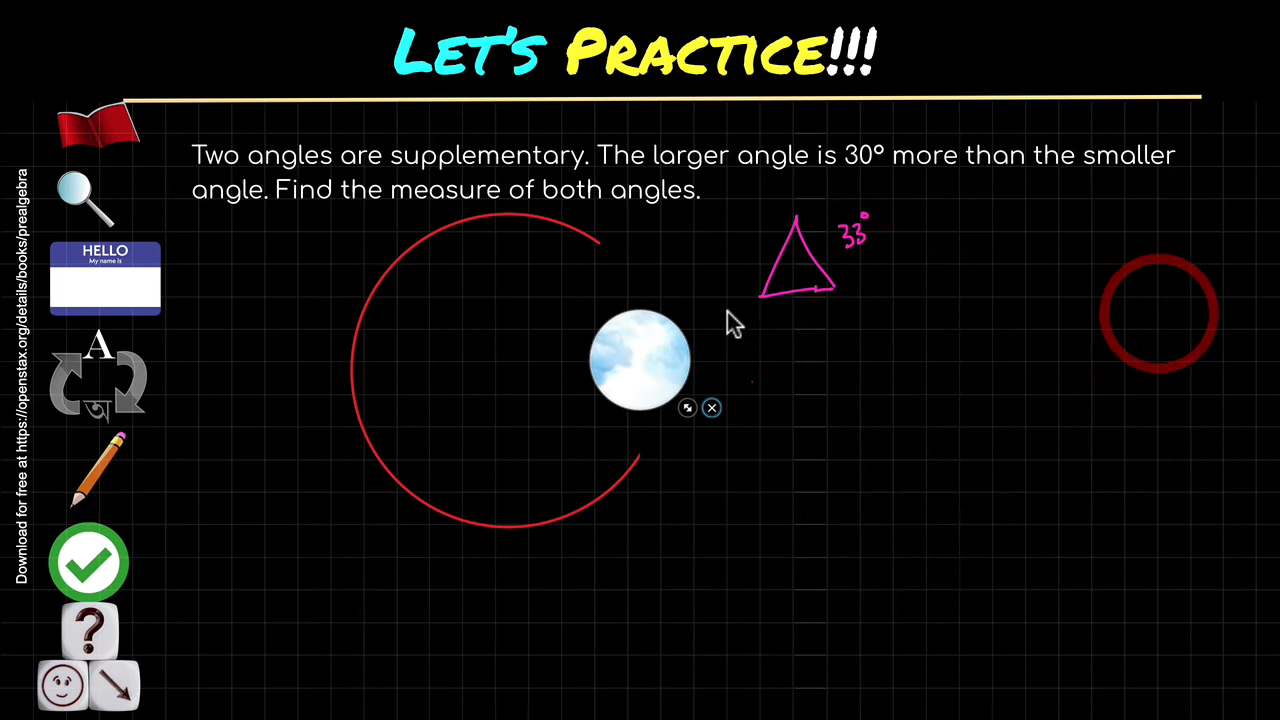 LET'S PRACTICE!!!
Two angles are supplementary. The larger angle is 30º more than the smaller
angle. Find the measure of both angles.
33°
HELLO
My name is
A
অ
?
Download for free at https://openstax.org/details/books/prealgebra